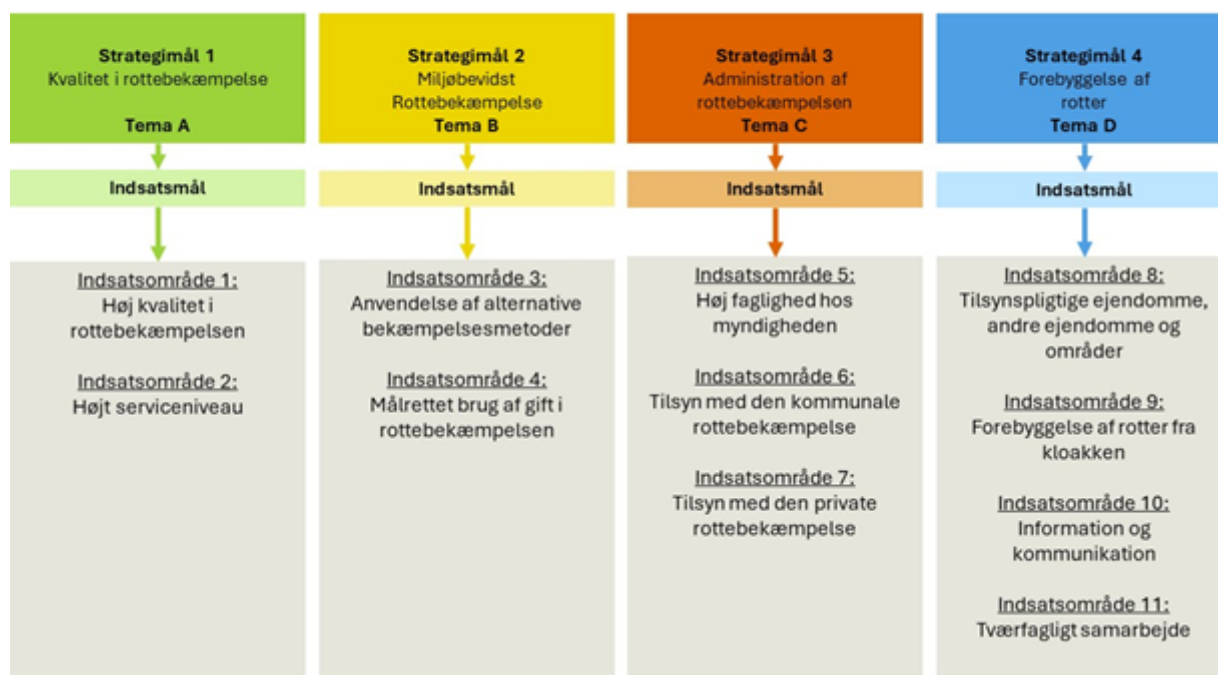 Strategimål 1
Kvalitet i rottebekæmpelse
Tema A
Indsatsmål
Indsatsområde 1:
Høj kvalitet i
rottebekæmpelsen
Indsatsområde 2:
Højt serviceniveau
Strategimål 2
Miljøbevidst
Rottebekæmpelse
Tema B
Indsatsmål
Indsatsområde 3:
Anvendelse af alternative
bekæmpelsesmetoder
Indsatsområde 4:
Målrettet brug af gift i
rottebekæmpelsen
Strategimål 3
Administration af
rottebekæmpelsen
Tema C
Indsatsmål
Indsatsområde 5:
Høj faglighed hos
myndigheden
Indsatsområde 6:
Tilsyn med den kommunale
rottebekæmpelse
Indsatsområde 7:
Tilsyn med den private
rottebekæmpelse
Strategimål 4
Forebyggelse af
rotter
Tema D
Indsatsmål
Indsatsområde 8:
Tilsynspligtige ejendomme,
andre ejendomme og
områder
Indsatsområde 9:
Forebyggelse af rotter fra
kloakken
Indsatsområde 10:
Information og
kommunikation
Indsatsområde 11:
Tværfagligt samarbejde